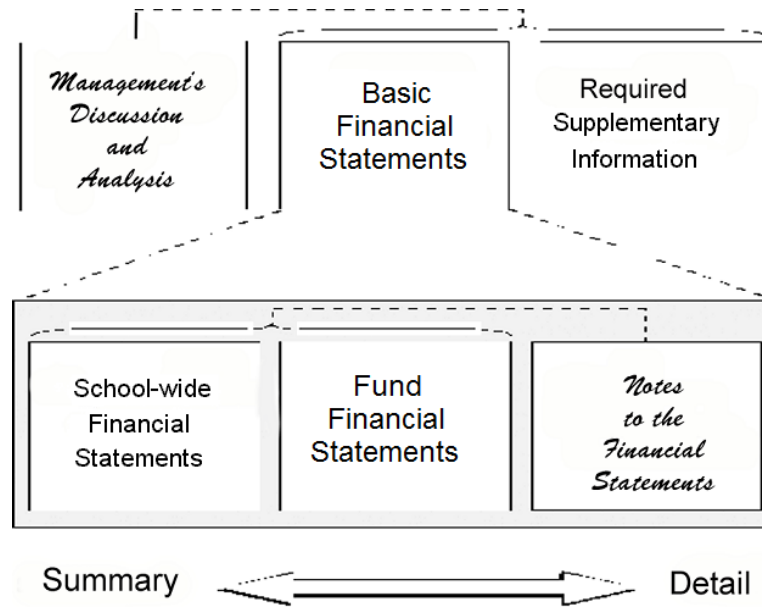 Management's
Discussion
and
Analysis
Basic
Financial
Statements
Required
Supplementary
Information
School-wide
Financial
Statements
Fund
Financial
Statements
Notes
to the
Financial
Statements
Summary
Detail